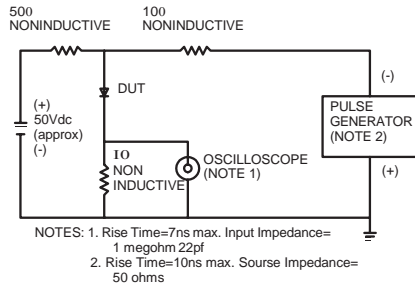 500
NONINDUCTIVE
100
NONINDUCTIVE
DUT
(+)
50Vdc
(approx)
(-)
10
NON
INDUCTIVE
OSCILLOSCOPE
(NOTE 1)
(-)
PULSE
GENERATOR
(NOTE 2)
(+)
NOTES: 1. Rise Time=7ns max. Input Impedance=
1 megohm 22pf
2. Rise Time=10ns max. Sourse Impedance=
50 ohms